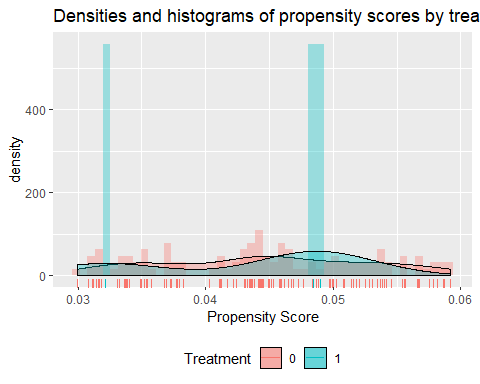 Densities and histograms of propensity scores by trea
density
400
200
0
0.03 0.04 0.05 0.06
Propensity Score
Treatment 0 1